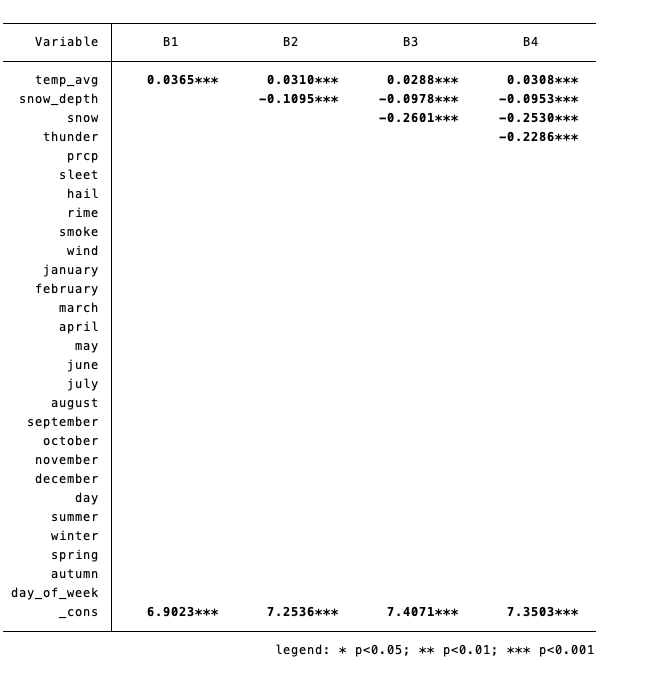 Variable B1 B2 B3 B4
temp_avg 0.0365*** 0.0310*** 0.0288*** 0.0308***
snow_depth -0.1095*** -0.0978*** -0.0953***
snow -0.2601*** -0.2530***
thunder -0.2286***
prcp
sleet
hail
rime
smoke
wind
january
february
march
april
may
june
july
august
september
october
november
december
day
summer
winter
spring
autumn
day_of_week
_cons 6.9023*** 7.2536*** 7.4071*** 7.3503***
legend: * p<0.05; ** p<0.01; *** p<0.001